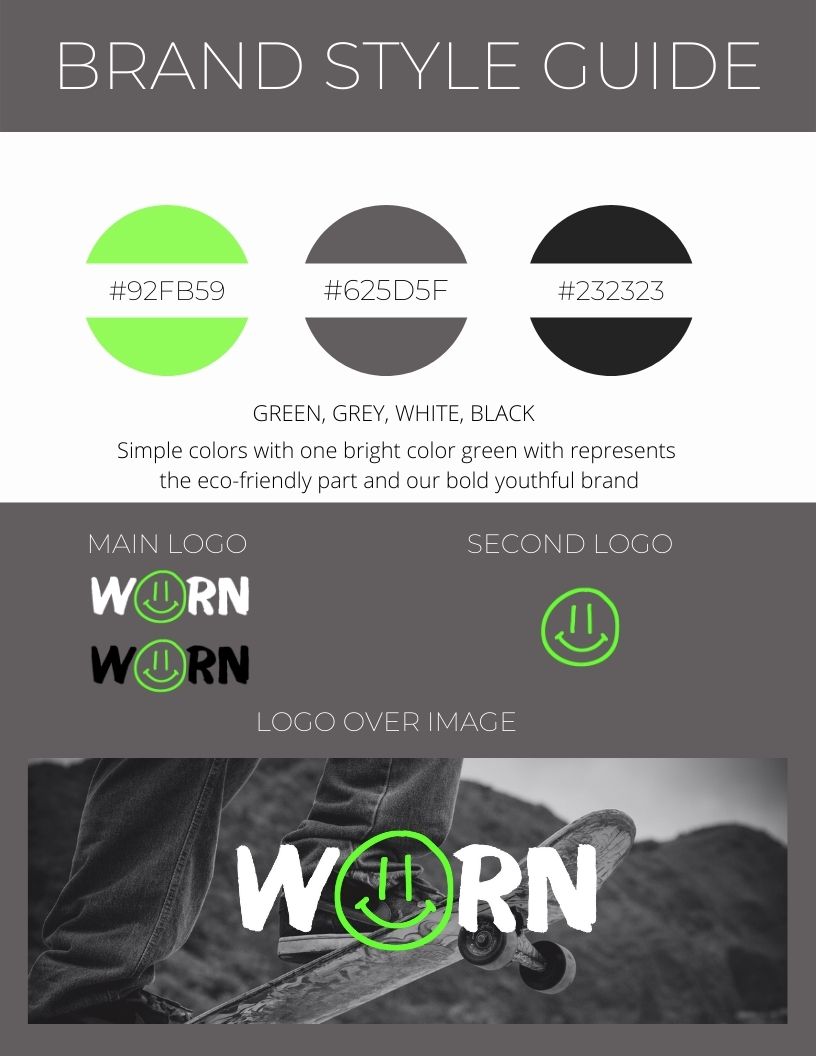 BRAND STYLE GUIDE
#92FB59
#625D5F
#232323
GREEN, GREY, WHITE, BLACK
Simple colors with one bright color green with represents
the eco-friendly part and our bold youthful brand
MAIN LOGO
SECOND LOGO
WORN
WORN
LOGO OVER IMAGE
WORN